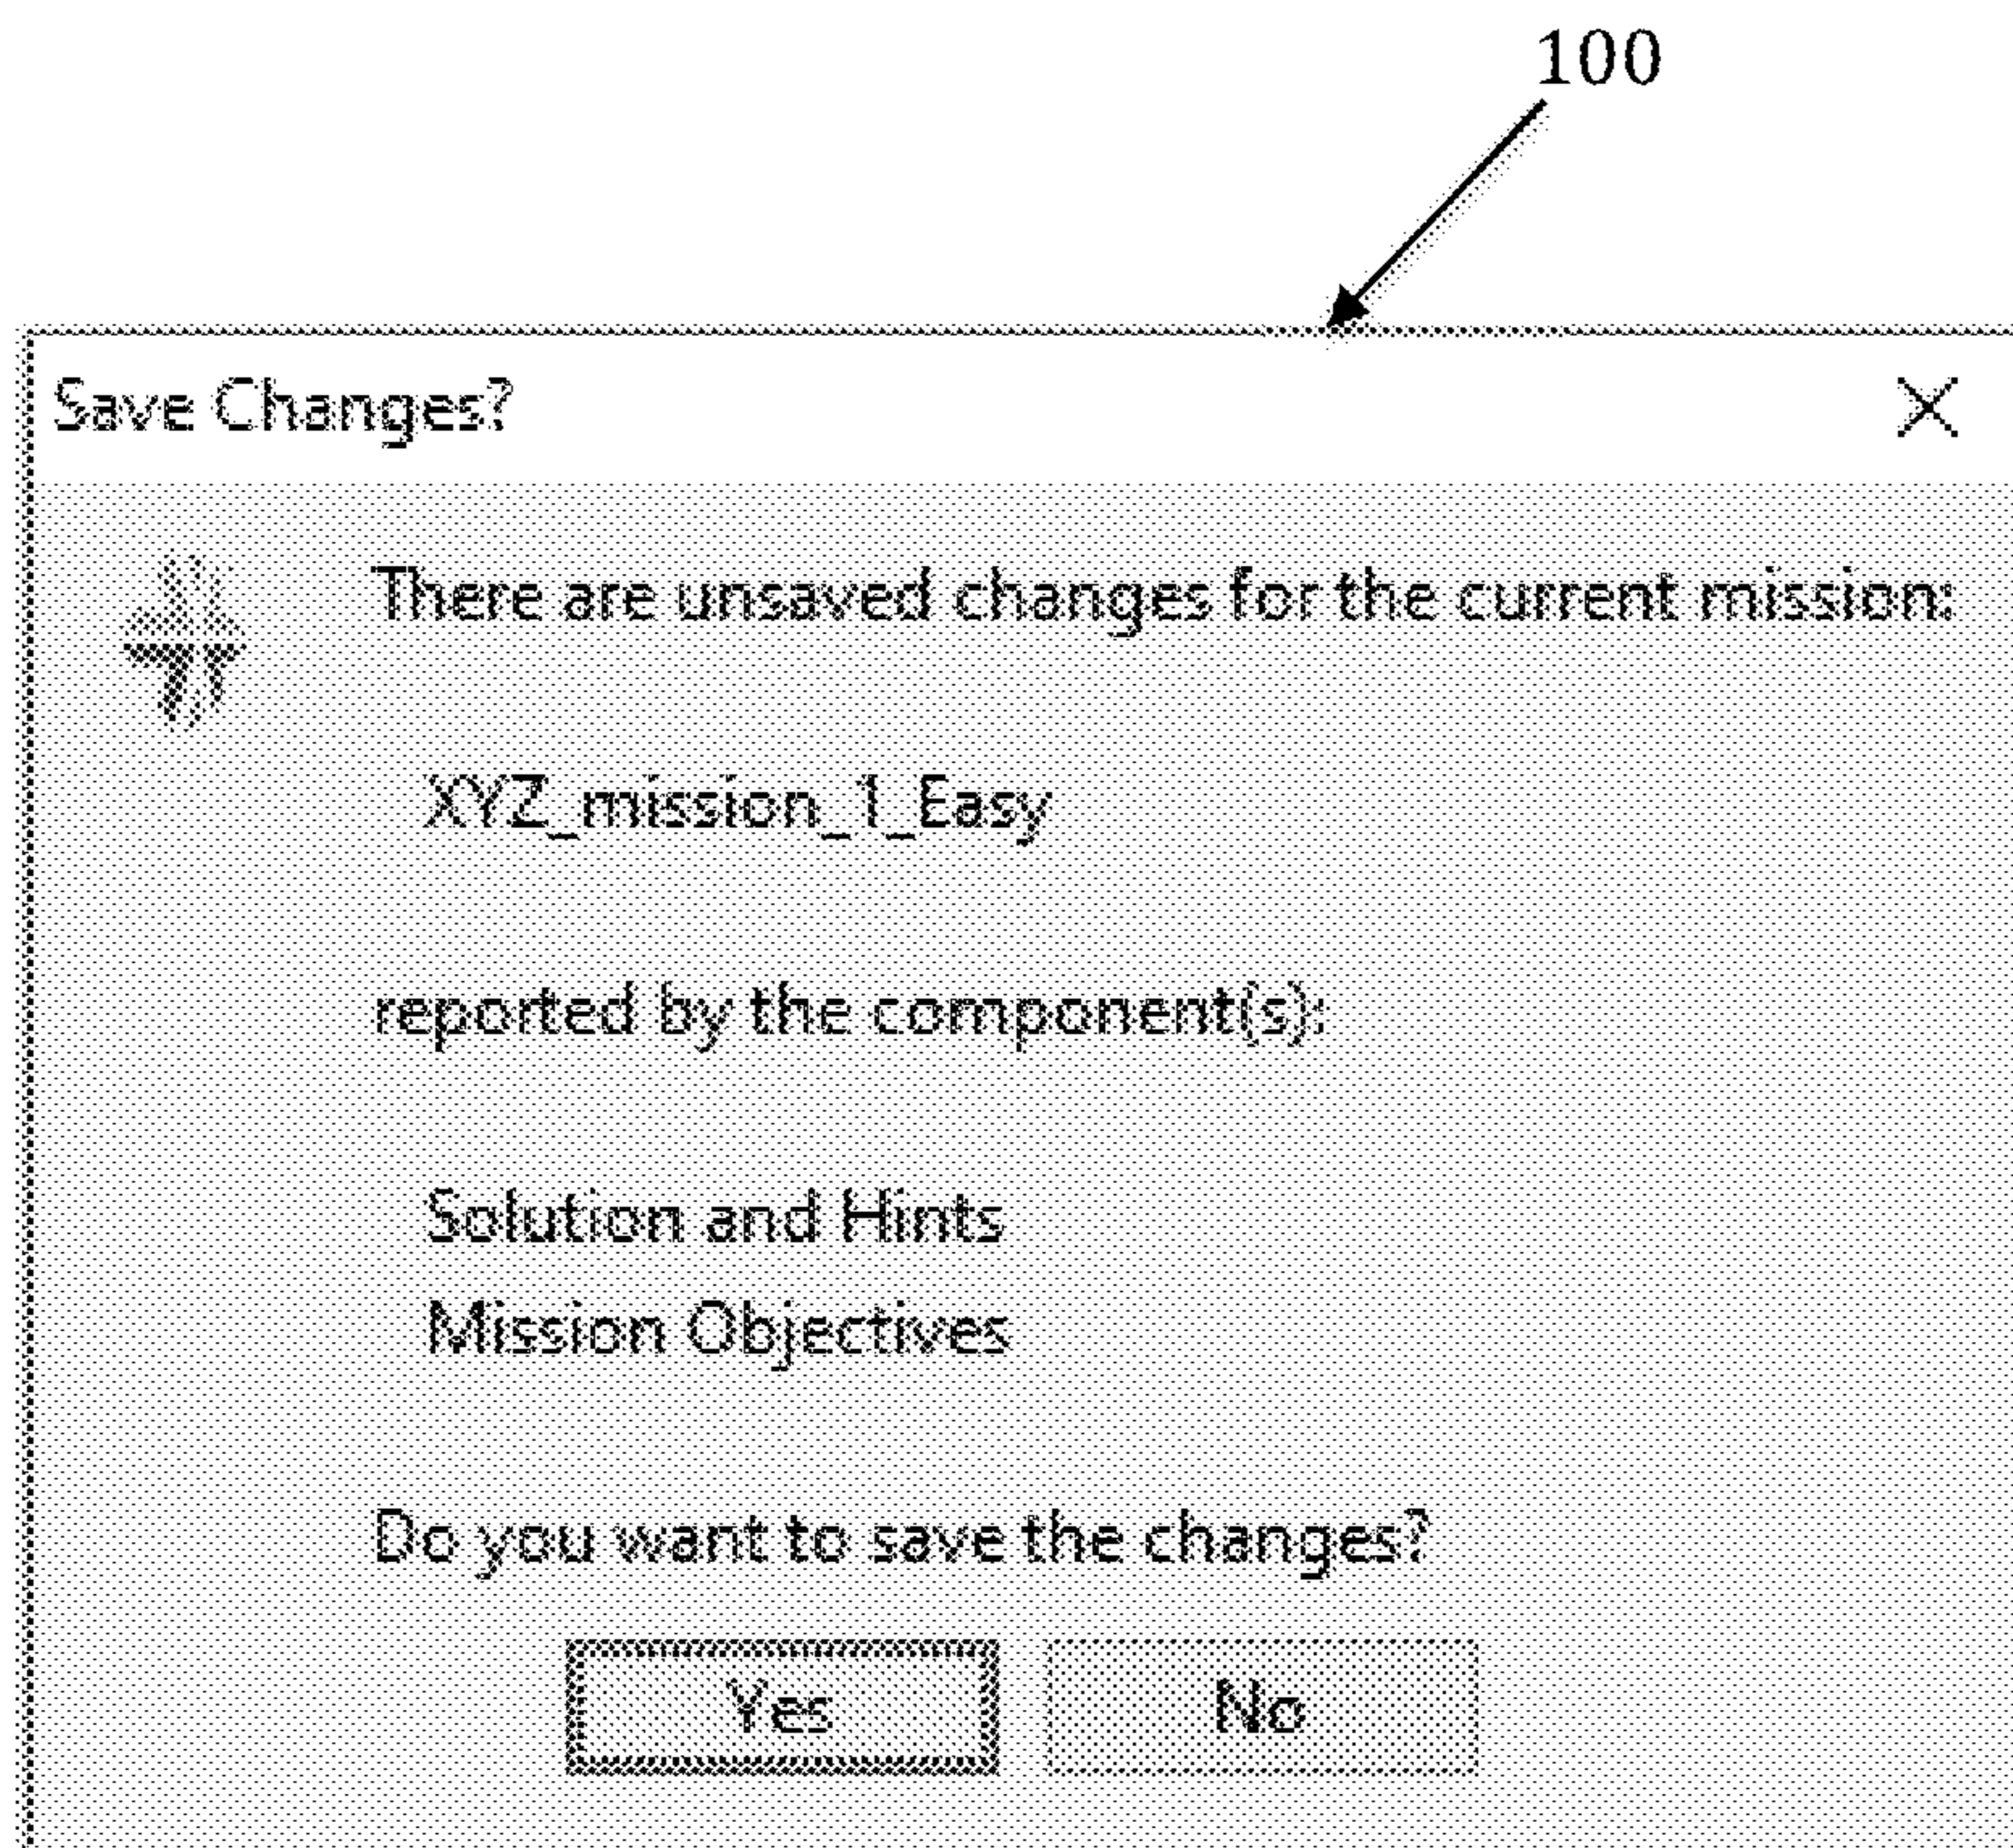 100
Save Changes?
There are unsaved changes for the current mission:
XYZ_mission_1_Easy
reported by the component(s):
Solution and Hints
Mission Objectives
Do you want to save the changes?
Yes No